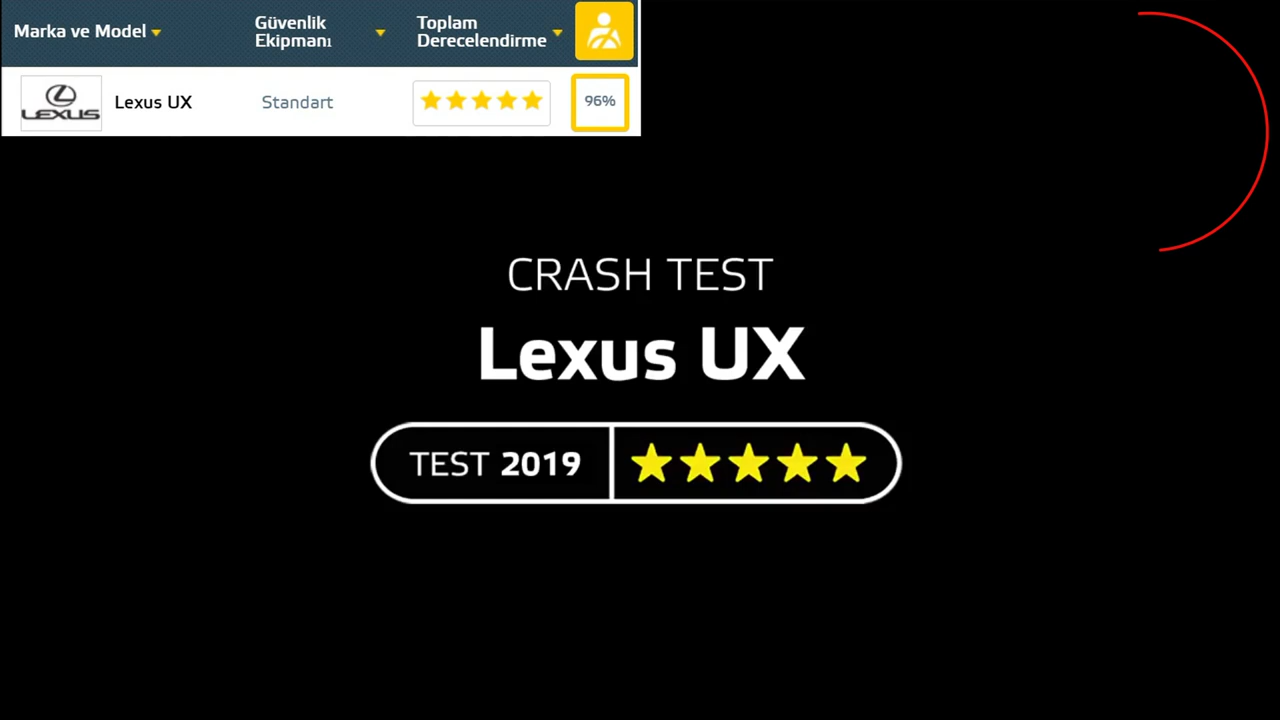 Marka ve Model
Güvenlik
Ekipmanı
Toplam
Derecelendirme
LEXUS
Lexus UX
Standart
96%
CRASH TEST
Lexus UX
TEST 2019